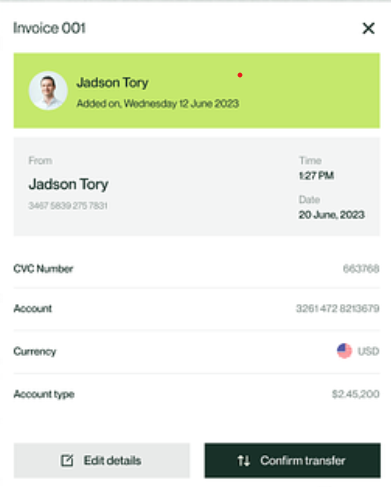 Invoice 001
Jadson Tory
Added on, Wednesday 12 June 2023
From
Jadson Tory
3467 5839 275 7831
Time
1:27 PM
Date
20 June, 2023
CVC Number
663768
Account
3261 472 8213679
Currency
USD
Account type
$2.45,200
Edit details
Confirm transfer